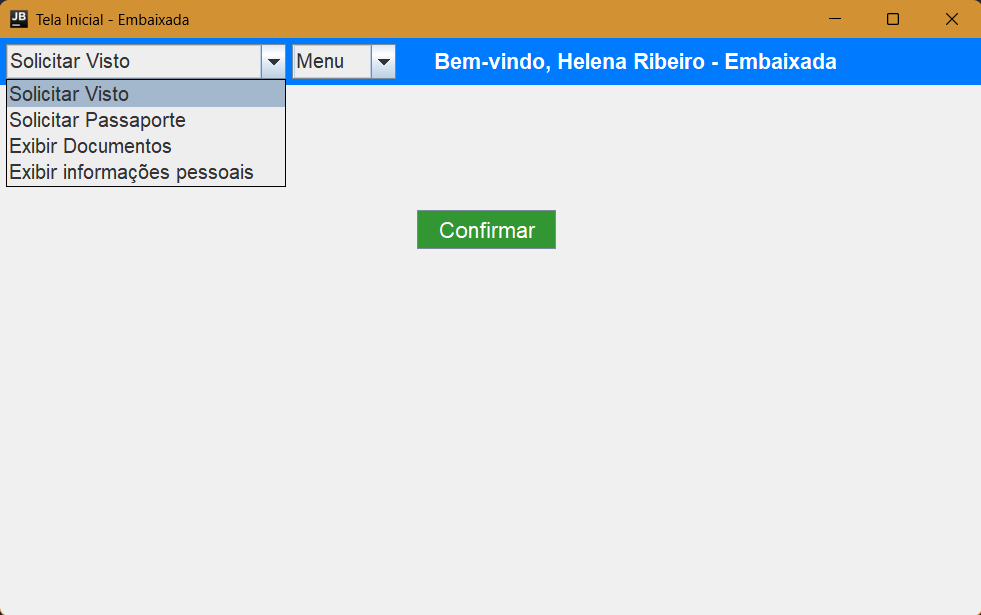 JB Tela Inicial - Embaixada
Solicitar Visto Menu Bem-vindo, Helena Ribeiro - Embaixada
Solicitar Visto
Solicitar Passaporte
Exibir Documentos
Exibir informações pessoais
Confirmar